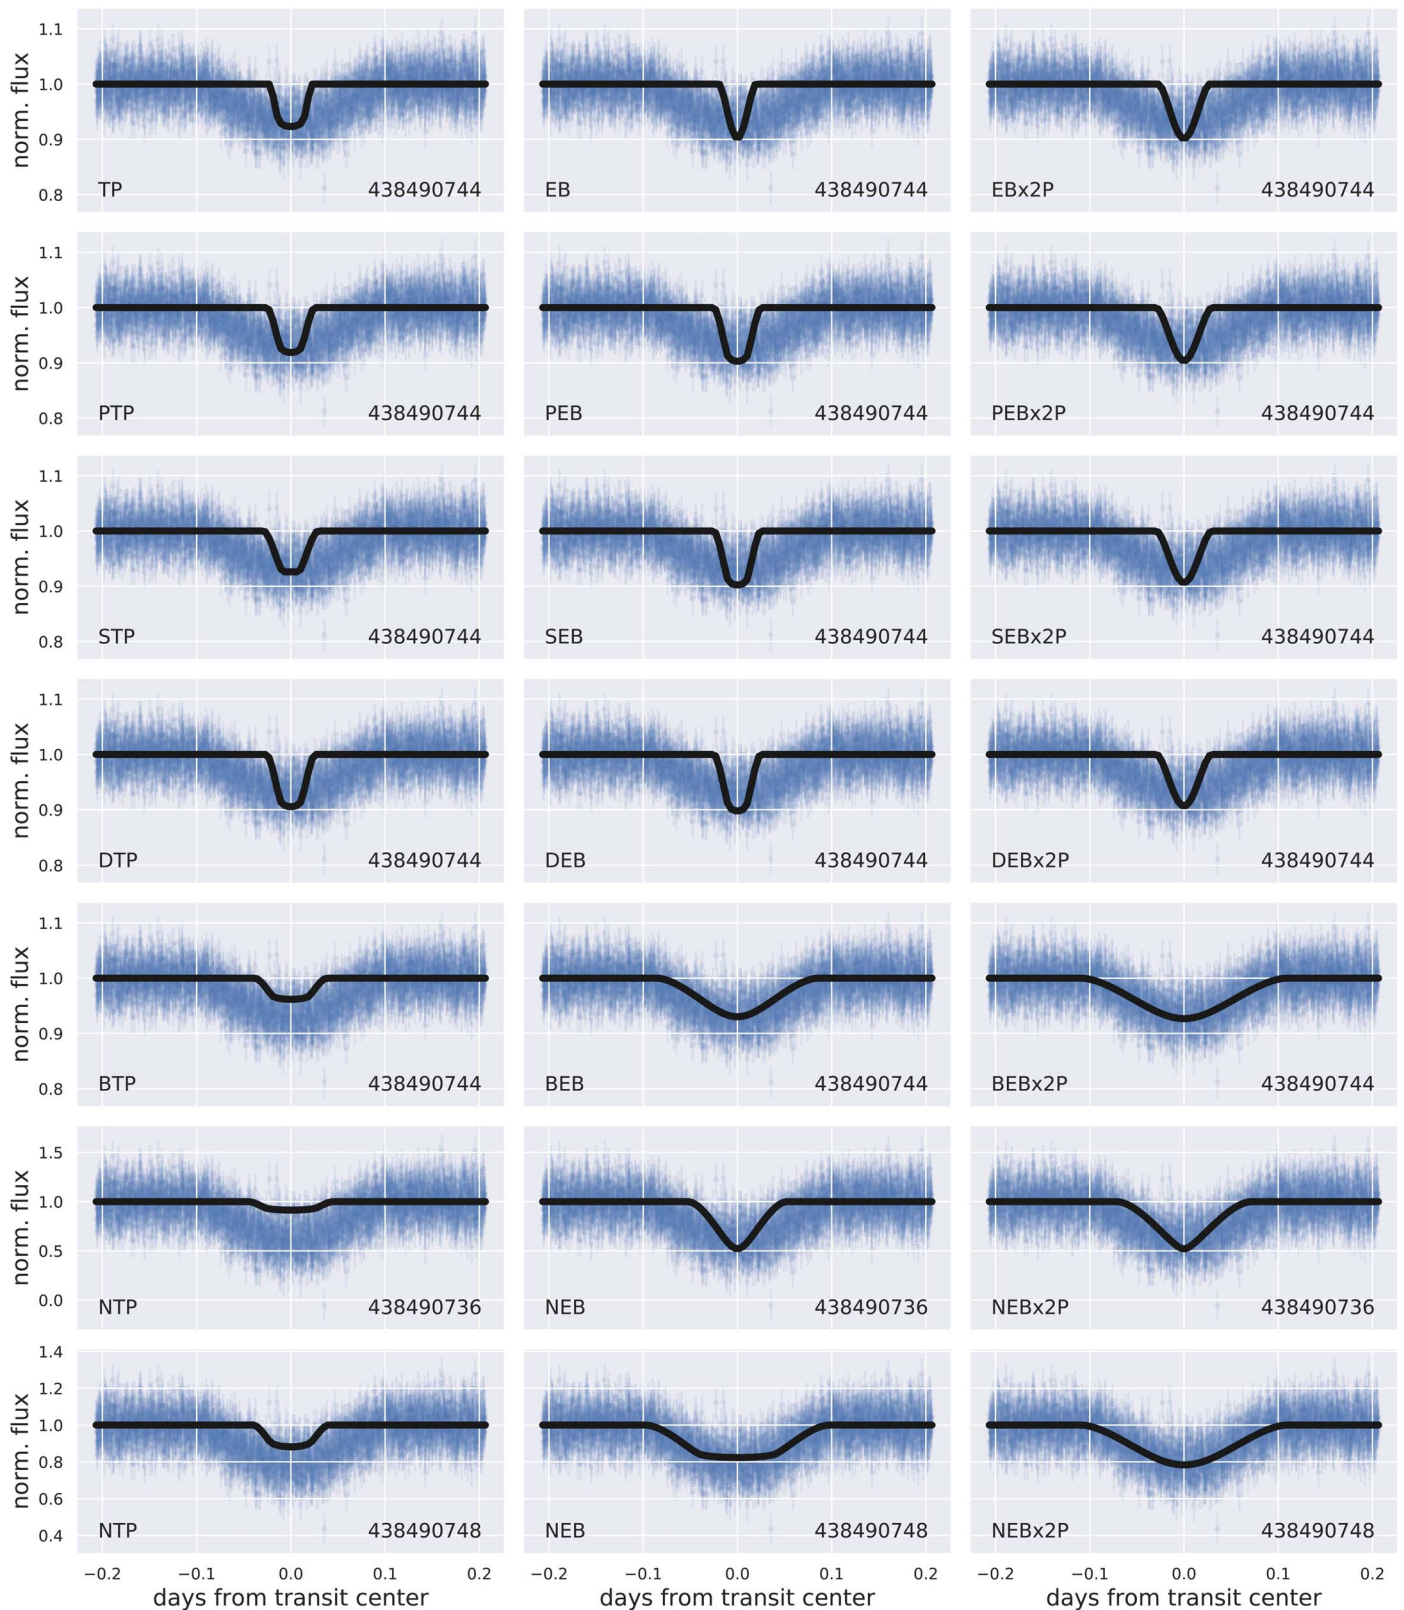 norm. flux
1.1
1.0
0.9
0.8
TP 438490744
EB 438490744
EBx2P 438490744
norm. flux
1.1
1.0
0.9
0.8
PTP 438490744
PEB 438490744
PEBx2P 438490744
norm. flux
1.1
1.0
0.9
0.8
STP 438490744
SEB 438490744
SEBx2P 438490744
norm. flux
1.1
1.0
0.9
0.8
DTP 438490744
DEB 438490744
DEBx2P 438490744
norm. flux
1.1
1.0
0.9
0.8
BTP 438490744
BEB 438490744
BEBx2P 438490744
norm. flux
1.5
1.0
0.5
0.0
NTP 438490736
NEB 438490736
NEBx2P 438490736
norm. flux
1.4
1.2
1.0
0.8
0.6
0.4
NTP 438490748
NEB 438490748
NEBx2P 438490748
−0.2 −0.1 0.0 0.1 0.2
−0.2 −0.1 0.0 0.1 0.2
−0.2 −0.1 0.0 0.1 0.2
days from transit center
days from transit center
days from transit center